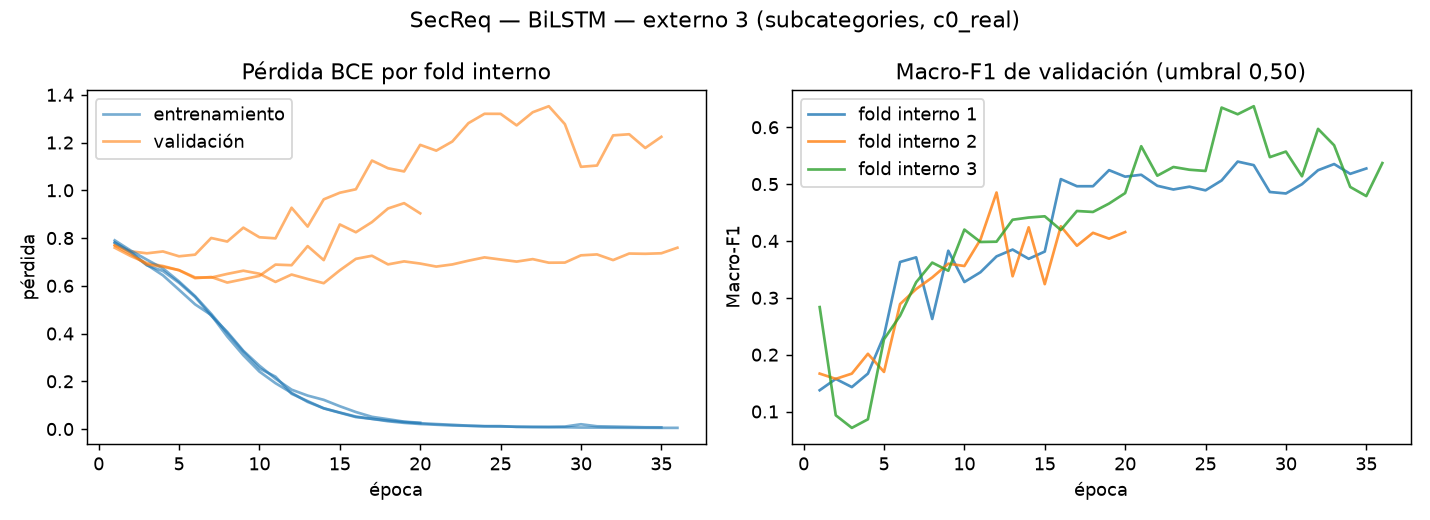 SecReq — BiLSTM — externo 3 (subcategories, c0_real)
Pérdida BCE por fold interno
entrenamiento
validación
pérdida
1.4
1.2
1.0
0.8
0.6
0.4
0.2
0.0
0 5 10 15 20 25 30 35
época
Macro-F1 de validación (umbral 0,50)
fold interno 1
fold interno 2
fold interno 3
Macro-F1
0.6
0.5
0.4
0.3
0.2
0.1
0 5 10 15 20 25 30 35
época